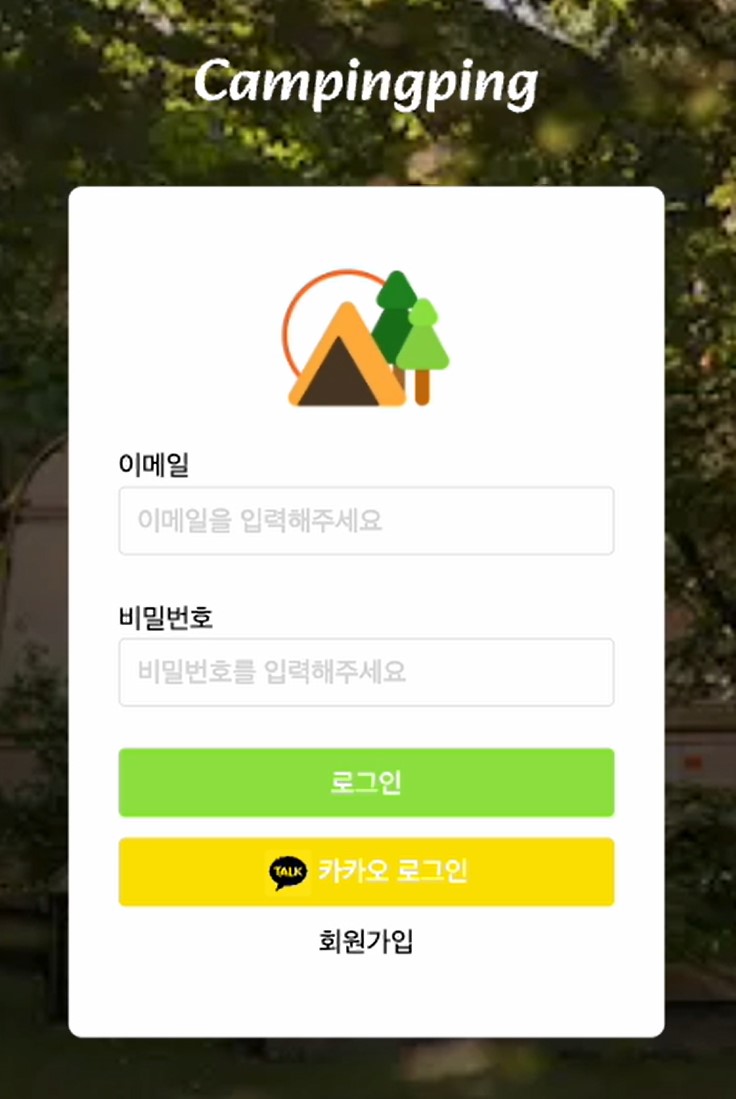 Campingping
이메일
이메일을 입력해주세요
비밀번호
비밀번호를 입력해주세요
로그인
TALK 카카오 로그인
회원가입